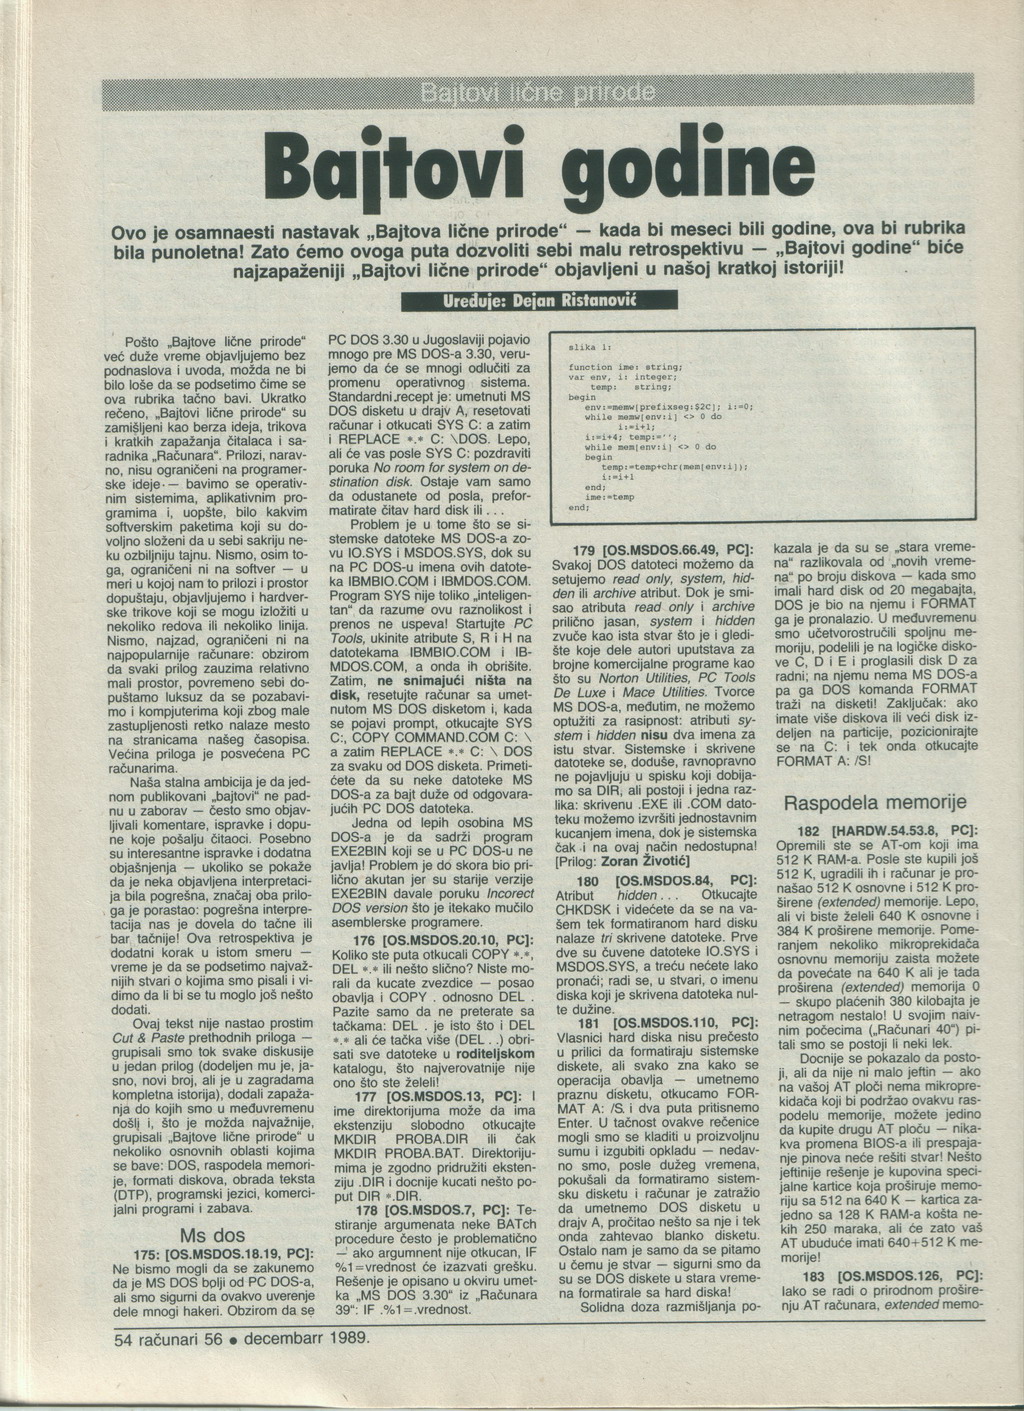 Bajtovi lične prirode
Bajtovi godine
Ovo je osamnaesti nastavak „Bajtova lične prirode“ — kada bi meseci bili godine, ova bi rubrika
bila punoletna! Zato ćemo ovoga puta dozvoliti sebi malu retrospektivu — „Bajtovi godine“ biće
najzapaženiji „Bajtovi lične prirode“ objavljeni u našoj kratkoj istoriji!
Uređuje: Dejan Ristanović
Pošto „Bajtove lične prirode“
već duže vreme objavljujemo bez
podnaslova i uvoda, možda ne bi
bilo loše da se podsetimo čime se
ova rubrika tačno bavi. Ukratko
rečeno, „Bajtovi lične prirode“ su
zamišljeni kao berza ideja, trikova
i kratkih zapažanja čitalaca i sa-
radnika „Računara“. Prilozi, narav-
no, nisu ograničeni na programer-
ske ideje — bavimo se operativ-
nim sistemima, aplikativnim pro-
gramima i, uopšte, bilo kakvim
softverskim paketima koji su do-
voljno složeni da u sebi sakriju ne-
ku ozbiljniju tajnu. Nismo, osim to-
ga, ograničeni ni na softver — u
meri u kojoj nam to prilozi i prostor
dopuštaju, objavljujemo i hardver-
ske trikove koji se mogu izložiti u
nekoliko redova ili nekoliko linija.
Nismo, najzad, ograničeni ni na
najpopularnije računare: obzirom
da svaki prilog zauzima relativno
mali prostor, povremeno sebi do-
puštamo luksuz da se pozabavi-
mo i kompjuterima koji zbog male
zastupljenosti retko nalaze mesto
na stranicama našeg časopisa.
Većina priloga je posvećena PC
računarima.
Naša stalna ambicija je da jed-
nom publikovani „bajtovi“ ne pad-
nu u zaborav — često smo objav-
ljivali komentare, ispravke i dopu-
ne koje pošalju čitaoci. Posebno
su interesantne ispravke i dodatna
objašnjenja — ukoliko se pokaže
da je neka objavljena interpretaci-
ja bila pogrešna, značaj oba prilo-
ga je porastao: pogrešna interpre-
tacija nas je dovela do tačne ili
bar tačnije! Ova retrospektiva je
dodatni korak u istom smeru —
vreme je da se podsetimo najvaž-
nijih stvari o kojima smo pisali i vi-
dimo da li bi se tu moglo još nešto
dodati.
Ovaj tekst nije nastao prostim
Cut & Paste prethodnih priloga —
grupisali smo tok svake diskusije
u jedan prilog (dodeljen mu je, ja-
sno, novi broj, ali je u zagradama
kompletna istorija), dodali zapaža-
nja do kojih smo u međuvremenu
došli i, što je možda najvažnije,
grupisali „Bajtove lične prirode“ u
nekoliko osnovnih oblasti kojima
se bave: DOS, raspodela memori-
je, formati diskova, obrada teksta
(DTP), programski jezici, komerci-
jalni programi i zabava.
Ms dos
175: [OS.MSDOS.18.19, PC]:
Ne bismo mogli da se zakunemo
da je MS DOS bolji od PC DOS-a,
ali smo sigurni da ovakvo uverenje
dele mnogi hakeri. Obzirom da se
PC DOS 3.30 u Jugoslaviji pojavio
mnogo pre MS DOS-a 3.30, veru-
jemo da će se mnogi odlučiti za
promenu operativnog sistema.
Standardni recept je: umetnuti MS
DOS disketu u drajv A, resetovati
računar i otkucati SYS C: a zatim
i REPLACE *.* C: \DOS. Lepo,
ali će vas posle SYS C: pozdraviti
poruka No room for system on de-
stination disk. Ostaje vam samo
da odustanete od posla, prefor-
matirate čitav hard disk ili . . .
Problem je u tome što se si-
stemske datoteke MS DOS-a zo-
vu IO.SYS i MSDOS.SYS, dok su
na PC DOS-u imena ovih datote-
ka IBMBIO.COM i IBMDOS.COM.
Program SYS nije toliko „inteligen-
tan“ da razume ovu raznolikost i
prenos ne uspeva! Startujte PC
Tools, ukinite atribute S, R i H na
datotekama IBMBIO.COM i IB-
MDOS.COM, a onda ih obrišite.
Zatim, ne snimajući ništa na
disk, resetujte računar sa umet-
nutom MS DOS disketom i, kada
se pojavi prompt, otkucajte SYS
C:, COPY COMMAND.COM C: \
a zatim REPLACE *.* C: \ DOS
za svaku od DOS disketa. Primeti-
ćete da su neke datoteke MS
DOS-a za bajt duže od odgovara-
jućih PC DOS datoteka.
Jedna od lepih osobina MS
DOS-a je da sadrži program
EXE2BIN koji se u PC DOS-u ne
javlja! Problem je do skora bio pri-
lično akutan jer su starije verzije
EXE2BIN davale poruku Incorect
DOS version što je itekako mučilo
asemblerske programere.
176 [OS.MSDOS.20.10, PC]:
Koliko ste puta otkucali COPY *.*,
DEL *.* ili nešto slično? Niste mo-
rali da kucate zvezdice — posao
obavlja i COPY . odnosno DEL .
Pazite samo da ne preterate sa
tačkama: DEL . je isto što i DEL
*.* ali će tačka više (DEL . .) obri-
sati sve datoteke u roditeljskom
katalogu, što najverovatnije nije
ono što ste želeli!
177 [OS.MSDOS.13, PC]: I
ime direktorijuma može da ima
ekstenziju slobodno otkucajte
MKDIR PROBA.DIR ili čak
MKDIR PROBA.BAT. Direktoriju-
mima je zgodno pridružiti eksten-
ziju .DIR i docnije kucati nešto po-
put DIR *.DIR.
178 [OS.MSDOS.7, PC]: Te-
stiranje argumenata neke BATch
procedure često je problematično
— ako argumnent nije otkucan, IF
%1=vrednost će izazvati grešku.
Rešenje je opisano u okviru umet-
ka „MS DOS 3.30“ iz „Računara
39“: IF .%1=.vrednost.
slika 1:
function ime: string;
var env, i: integer;
temp: string;
begin
env:=memw[prefixseg:$2C]; i:=0;
while memw[env:i] <> 0 do
i:=i+1;
i:=i+4; temp:='';
while mem[env:i] <> 0 do
begin
temp:=temp+chr(mem[env:i]);
i:=i+1
end;
ime:=temp
end;
179 [OS.MSDOS.66.49, PC]:
Svakoj DOS datoteci možemo da
setujemo read only, system, hid-
den ili archive atribut. Dok je smi-
sao atributa read only i archive
prilično jasan, system i hidden
zvuče kao ista stvar što je i gledi-
šte koje dele autori uputstava za
brojne komercijalne programe kao
što su Norton Utilities, PC Tools
De Luxe i Mace Utilities. Tvorce
MS DOS-a, međutim, ne možemo
optužiti za rasipnost: atributi sy-
stem i hidden nisu dva imena za
istu stvar. Sistemske i skrivene
datoteke se, doduše, ravnopravno
ne pojavljuju u spisku koji dobija-
mo sa DIR, ali postoji i jedna raz-
lika: skrivenu .EXE ili .COM dato-
teku možemo izvršiti jednostavnim
kucanjem imena, dok je sistemska
čak i na ovaj način nedostupna!
[Prilog: Zoran Životić]
180 [OS.MSDOS.84, PC]:
Atribut hidden. . . Otkucajte
CHKDSK i videćete da se na va-
šem tek formatiranom hard disku
nalaze tri skrivene datoteke. Prve
dve su čuvene datoteke IO.SYS i
MSDOS.SYS, a treću nećete lako
pronaći; radi se, u stvari, o imenu
diska koji je skrivena datoteka nul-
te dužine.
181 [OS.MSDOS.110, PC]:
Vlasnici hard diska nisu prečesto
u prilici da formatiraju sistemske
diskete, ali svako zna kako se
operacija obavlja — umetnemo
praznu disketu, otkucamo FOR-
MAT A: /S. i dva puta pritisnemo
Enter. U tačnost ovakve rečenice
mogli smo se kladiti u proizvoljnu
sumu i izgubiti opkladu — nedav-
no smo, posle dužeg vremena,
pokušali da formatiramo sistem-
sku disketu i računar je zatražio
da umetnemo DOS disketu u
drajv A, pročitao nešto sa nje i tek
onda zahtevao blanko disketu.
Ostalo nam je samo da se pitamo
u čemu je stvar — sigurni smo da
su se DOS diskete u stara vreme-
na formatirale sa hard diska!
Solidna doza razmišljanja po-
kazala je da su se „stara vreme-
na“ razlikovala od „novih vreme-
na“ po broju diskova — kada smo
imali hard disk od 20 megabajta,
DOS je bio na njemu i FORMAT
ga je pronalazio. U međuvremenu
smo učetvorostručili spoljnu me-
moriju, podelili je na logičke disko-
ve C, D i E i proglasili disk D za
radni; na njemu nema MS DOS-a
pa ga DOS komanda FORMAT
traži na disketi! Zaključak: ako
imate više diskova ili veći disk iz-
deljen na particije, pozicionirajte
se na C: i tek onda otkucajte
FORMAT A: /S!
Raspodela memorije
182 [HARDW.54.53.8, PC]:
Opremili ste se AT-om koji ima
512 K RAM-a. Posle ste kupili još
512 K, ugradili ih i računar je pro-
našao 512 K osnovne i 512 K pro-
širene (extended) memorije. Lepo,
ali vi biste želeli 640 K osnovne i
384 K proširene memorije. Pome-
ranjem nekoliko mikroprekidača
osnovnu memoriju zaista možete
da povećate na 640 K ali je tada
proširena (extended) memorija 0
— skupo plaćenih 380 kilobajta je
netragom nestalo! U svojim naiv-
nim počecima („Računari 40“) pi-
tali smo se postoji li neki lek.
Docnije se pokazalo da posto-
ji, ali da nije ni malo jeftin — ako
na vašoj AT ploči nema mikropre-
kidača koji bi podržao ovakvu ras-
podelu memorije, možete jedino
da kupite drugu AT ploču — nika-
kva promena BIOS-a ili prespaja-
nje pinova neće rešiti stvar! Nešto
jeftinije rešenje je kupovina speci-
jalne kartice koja proširuje memo-
riju sa 512 na 640 K — kartica za-
jedno sa 128 K RAM-a košta ne-
kih 250 maraka, ali će zato vaš
AT ubuduće imati 640+512 K me-
morije!
183 [OS.MSDOS.126, PC]:
Iako se radi o prirodnom prošire-
nju AT računara, extended memo-
54 računari 56 • decembarr 1989.